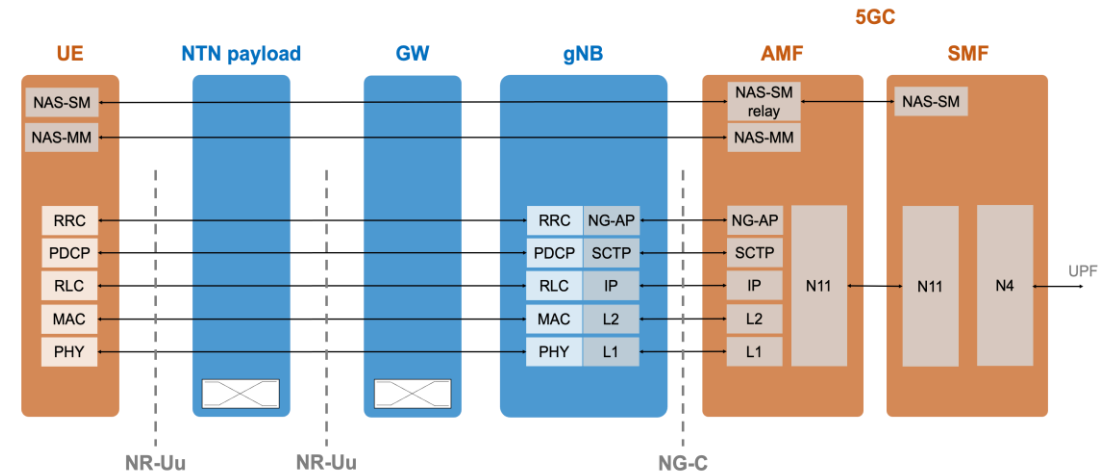 5GC
UE
NTN payload
GW
gNB
AMF
SMF
NAS-SM
NAS-SM
relay
NAS-SM
NAS-MM
NAS-MM
RRC
RRC
NG-AP
NG-AP
PDCP
PDCP
SCTP
SCTP
RLC
RLC
IP
IP
N11
N11
N4
UPF
MAC
MAC
L2
L2
PHY
PHY
L1
L1
NR-Uu
NR-Uu
NG-C